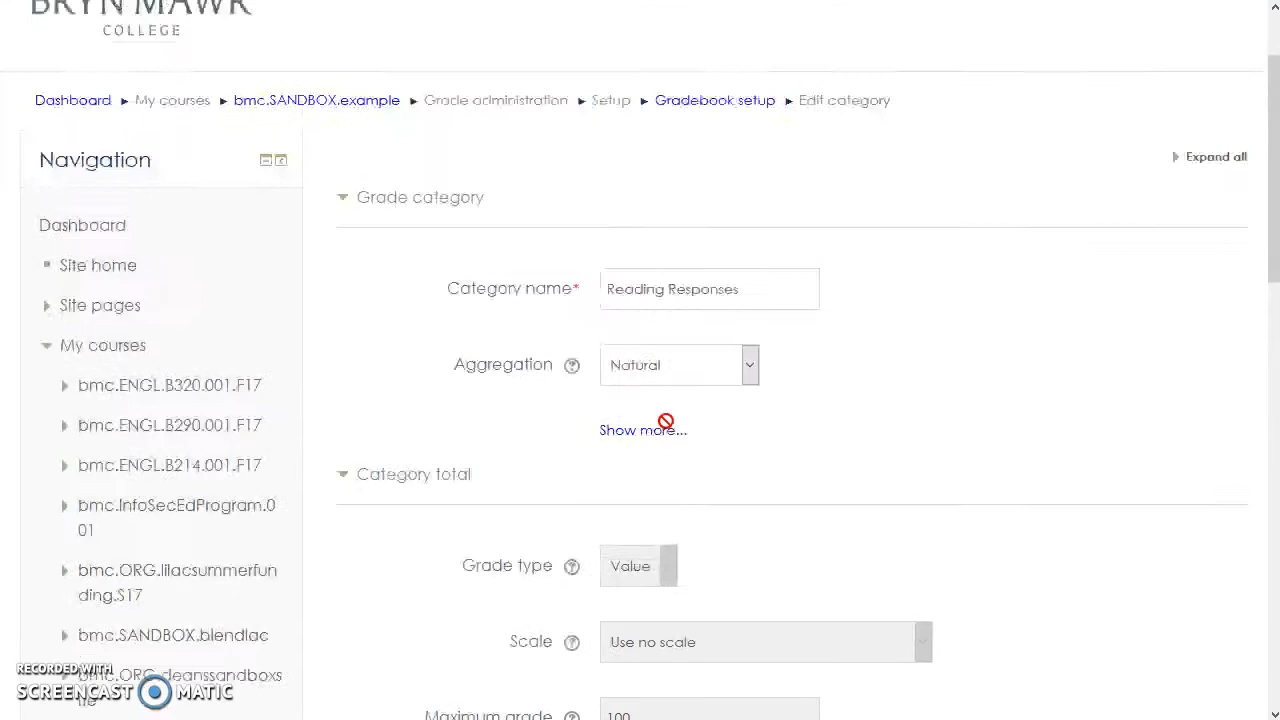 BRYN MAWR
COLLEGE
Dashboard ▸ My courses ▸ bmc.SANDBOX.example ▸ Grade administration ▸ Setup ▸ Gradebook setup ▸ Edit category
Navigation
Expand all
Grade category
Dashboard
Site home
Category name*
Reading Responses
Site pages
My courses
Aggregation
Natural
bmc.ENGL.B320.001.F17
bmc.ENGL.B290.001.F17
Show more...
bmc.ENGL.B214.001.F17
Category total
bmc.InfoSecEdProgram.0
01
Grade type
Value
bmc.ORG.lilacsummerfun
ding.S17
bmc.SANDBOX.blendlac
Scale
Use no scale
RECORDED WITH
bmc.ORG.deanssandboxs
SCREENCAST MATIC
Maximum grade
100